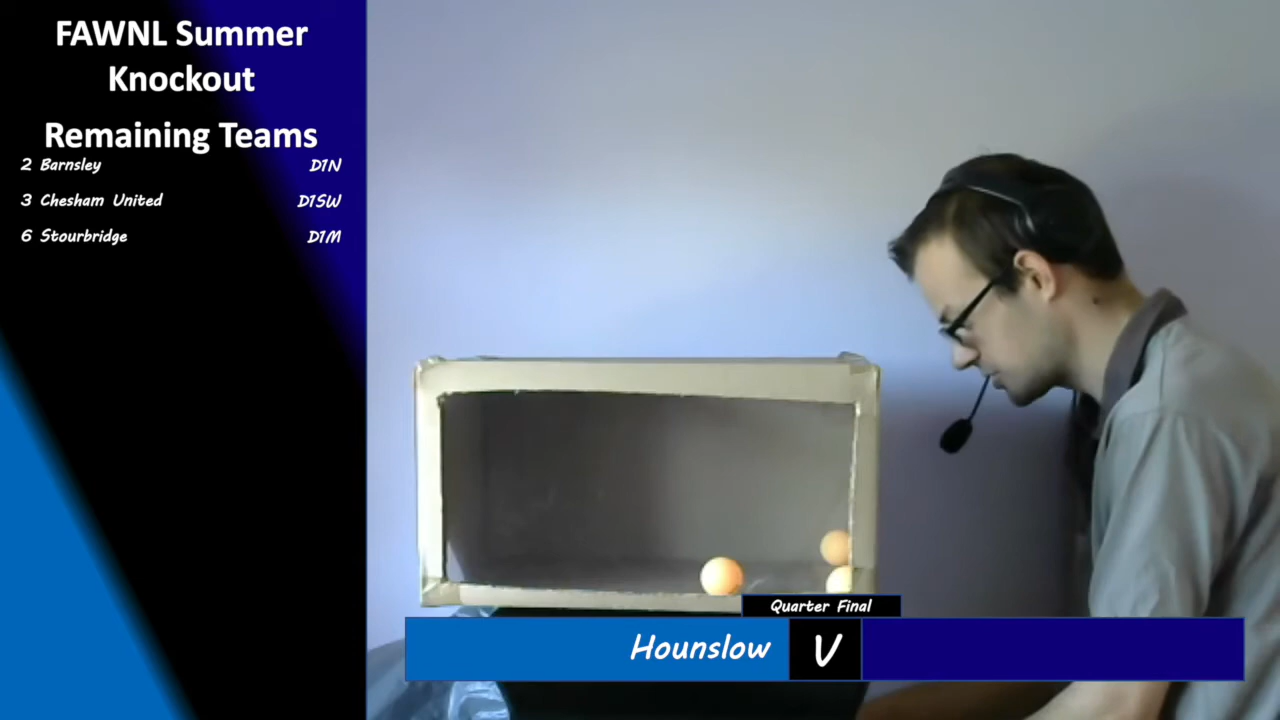 FAWNL Summer
Knockout
Remaining Teams
2 Barnsley D1N
3 Chesham United D1SW
6 Stourbridge D1M
Quarter Final
Hounslow V